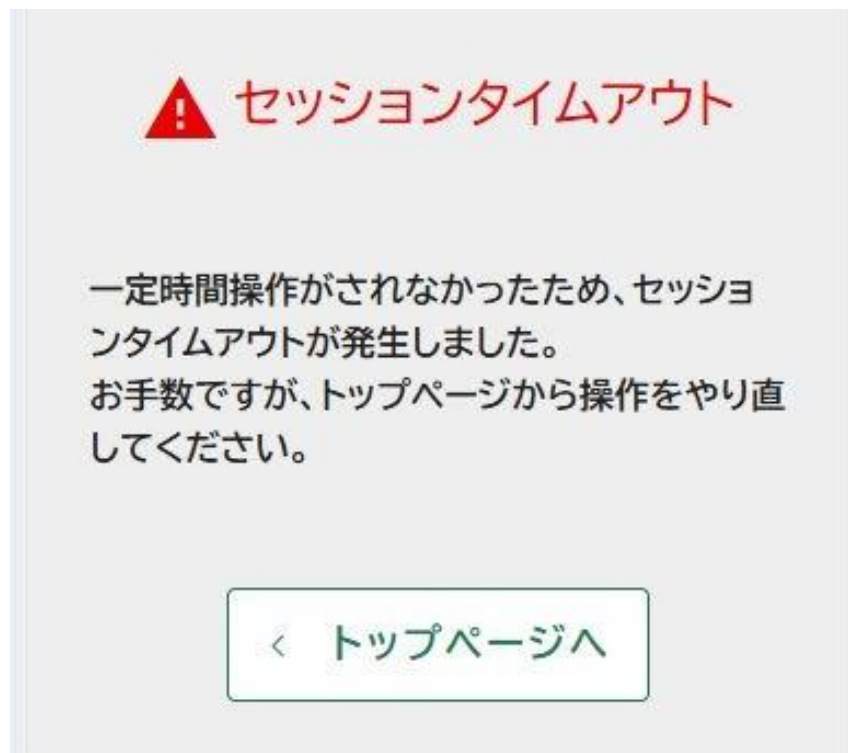 セッションタイムアウト
一定時間操作がされなかったため、セッショ
ンタイムアウトが発生しました。
お手数ですが、トップページから操作をやり直
してください。
トップページへ